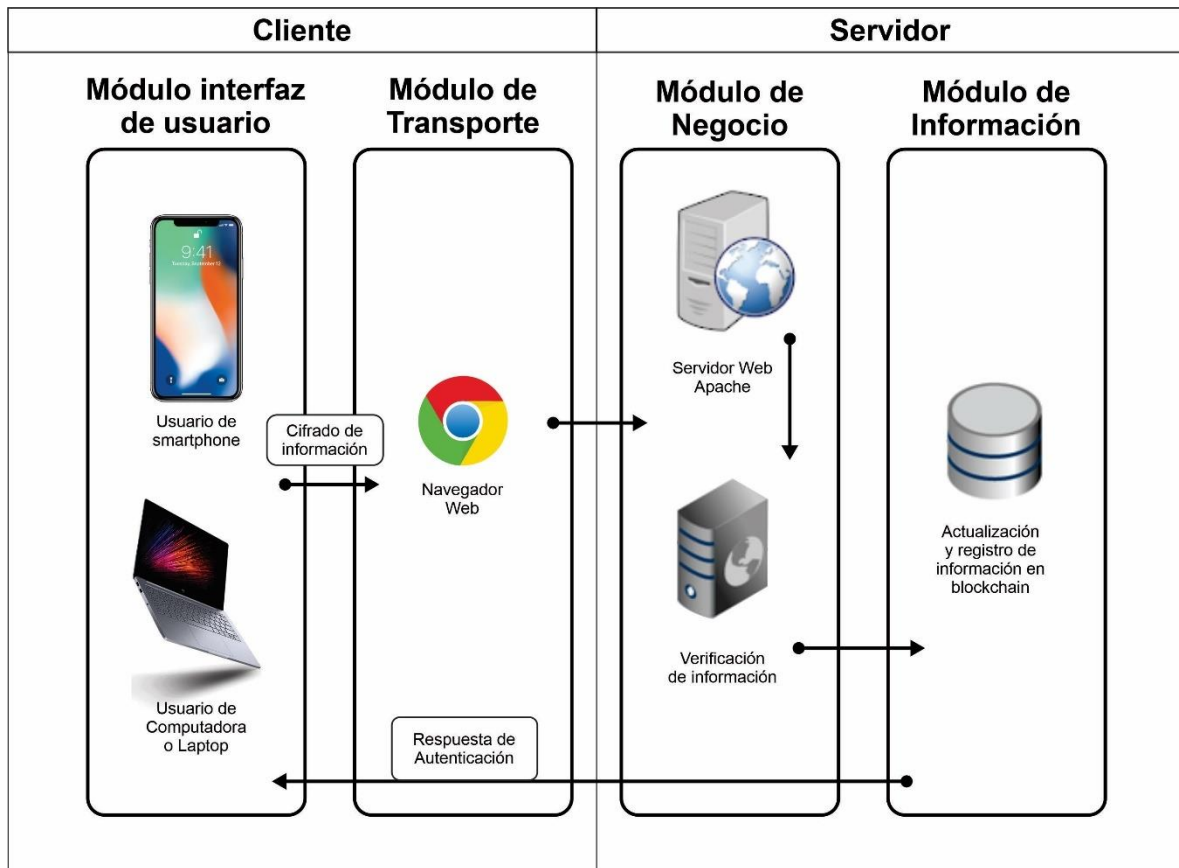 Cliente
Servidor
Módulo interfaz
de usuario
Módulo de
Transporte
Módulo de
Negocio
Módulo de
Información
9:41
Usuario de
smartphone
Cifrado de
información
Navegador
Web
Servidor Web
Apache
Actualización
y registro de
información en
blockchain
Verificación
de información
Usuario de
Computadora
o Laptop
Respuesta de
Autenticación